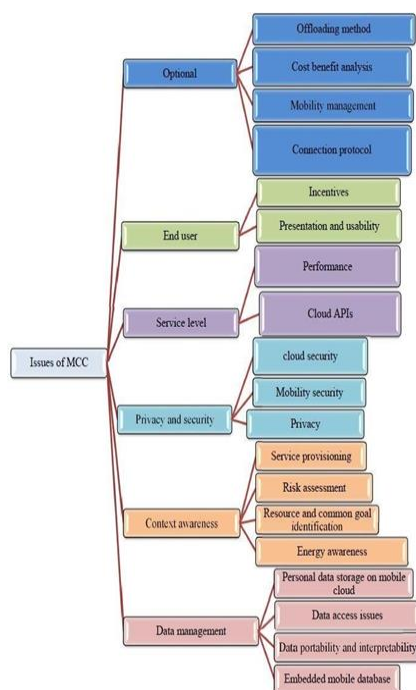 Offloading method
Cost benefit analysis
Optional
Mobility management
Connection protocol
Incentives
End user
Presentation and usability
Performance
Service level
Cloud APIs
Issues of MCC
cloud security
Mobility security
Privacy and security
Privacy
Service provisioning
Risk assessment
Context awareness
Resource and common goal
identification
Energy awareness
Personal data storage on mobile
cloud
Data access issues
Data management
Data portability and interpretability
Embedded mobile database